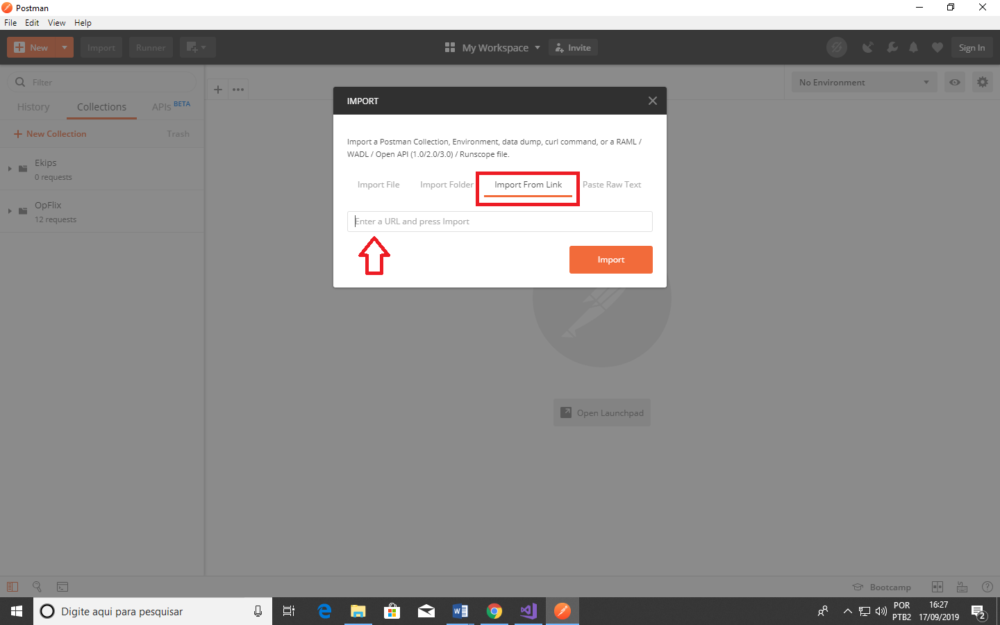 Postman
File Edit View Help
New Import Runner My Workspace Invite Sign In
Filter
No Environment
History Collections APIs BETA
New Collection Trash
Ekips
0 requests
OpFlix
12 requests
IMPORT
Import a Postman Collection, Environment, data dump, curl command, or a RAML /
WADL / Open API (1.0/2.0/3.0) / Runscope file.
Import File Import Folder Import From Link Paste Raw Text
Enter a URL and press Import
Import
Open Launchpad
Bootcamp
Digite aqui para pesquisar
POR
PTB2
16:27
17/09/2019
2